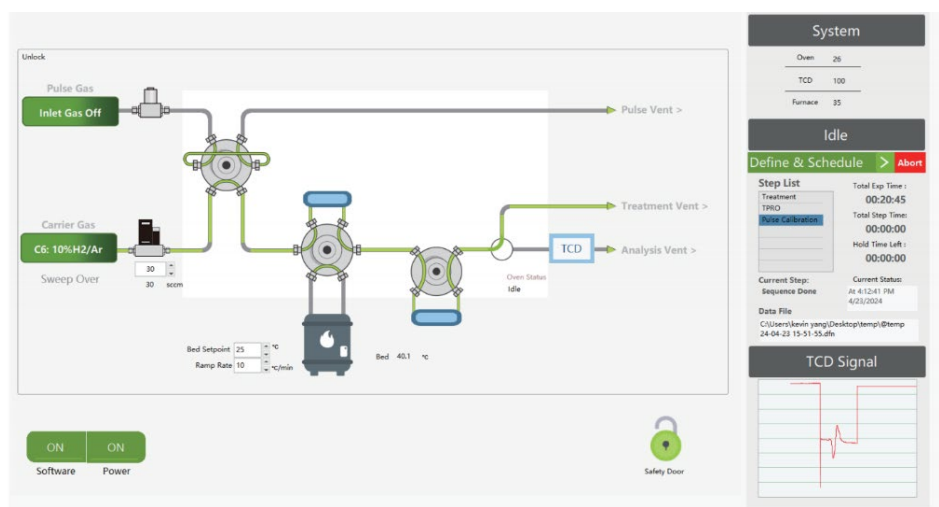 Unlock
Pulse Gas
Inlet Gas Off
Pulse Vent >
Carrier Gas
C6: 10%H2/Ar
Sweep Over
30
30 sccm
Treatment Vent >
TCD
Analysis Vent >
Oven Status
Idle
Bed Setpoint 25 °C
Ramp Rate 10 °C/min
Bed 40.1 °C
ON ON
Software Power
Safety Door
System
Oven 26
TCD 100
Furnace 35
Idle
Define & Schedule > Abort
Step List
Treatment
TPRO
Pulse Calibration
Total Exp Time :
00:20:45
Total Step Time:
00:00:00
Hold Time Left :
00:00:00
Current Step:
Sequence Done
Current Status:
At 4:12:41 PM
4/23/2024
Data File
C:\Users\kevin yang\Desktop\temp\@temp
24-04-23 15-51-55.dfn
TCD Signal